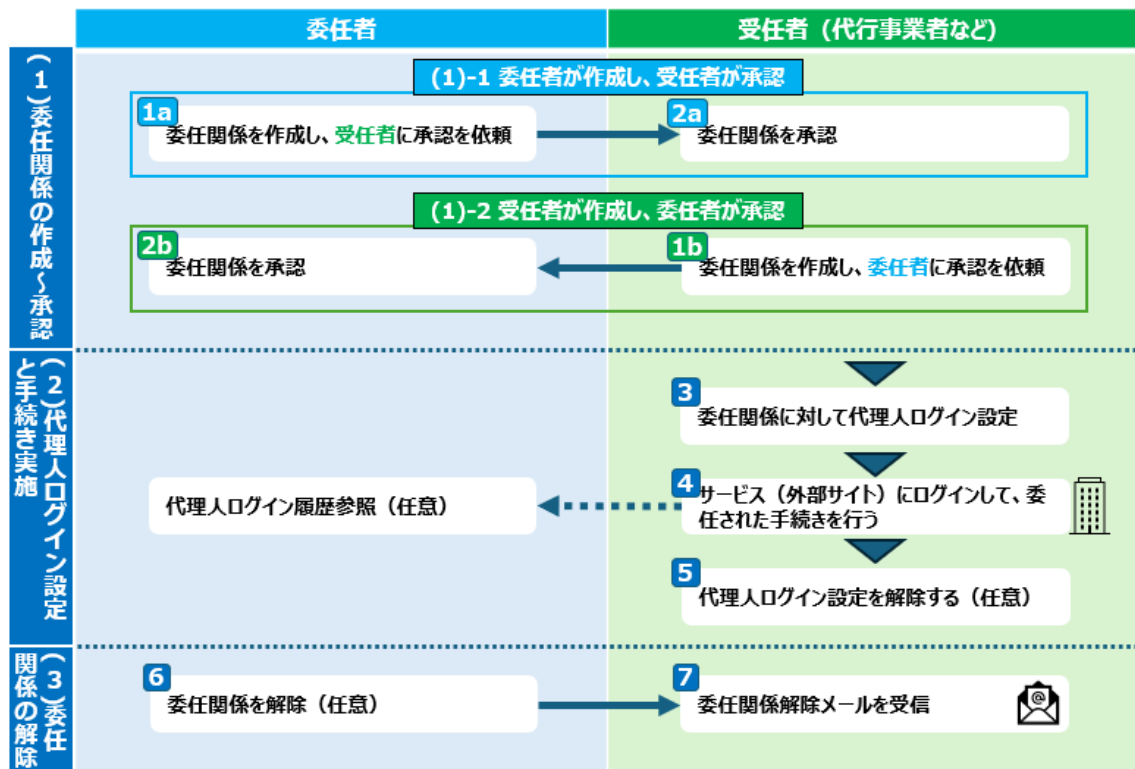 委任者
受任者（代行事業者など）
(1)委任関係の作成～承認
(1)-1 委任者が作成し、受任者が承認
1a
委任関係を作成し、受任者に承認を依頼
2a
委任関係を承認
(1)-2 受任者が作成し、委任者が承認
2b
委任関係を承認
1b
委任関係を作成し、委任者に承認を依頼
(2)代理人ログイン設定
と手続き実施
3
委任関係に対して代理人ログイン設定
代理人ログイン履歴参照（任意）
4
サービス（外部サイト）にログインして、委
任された手続きを行う
5
代理人ログイン設定を解除する（任意）
(3)委任
関係の解除
6
委任関係を解除（任意）
7
委任関係解除メールを受信
@